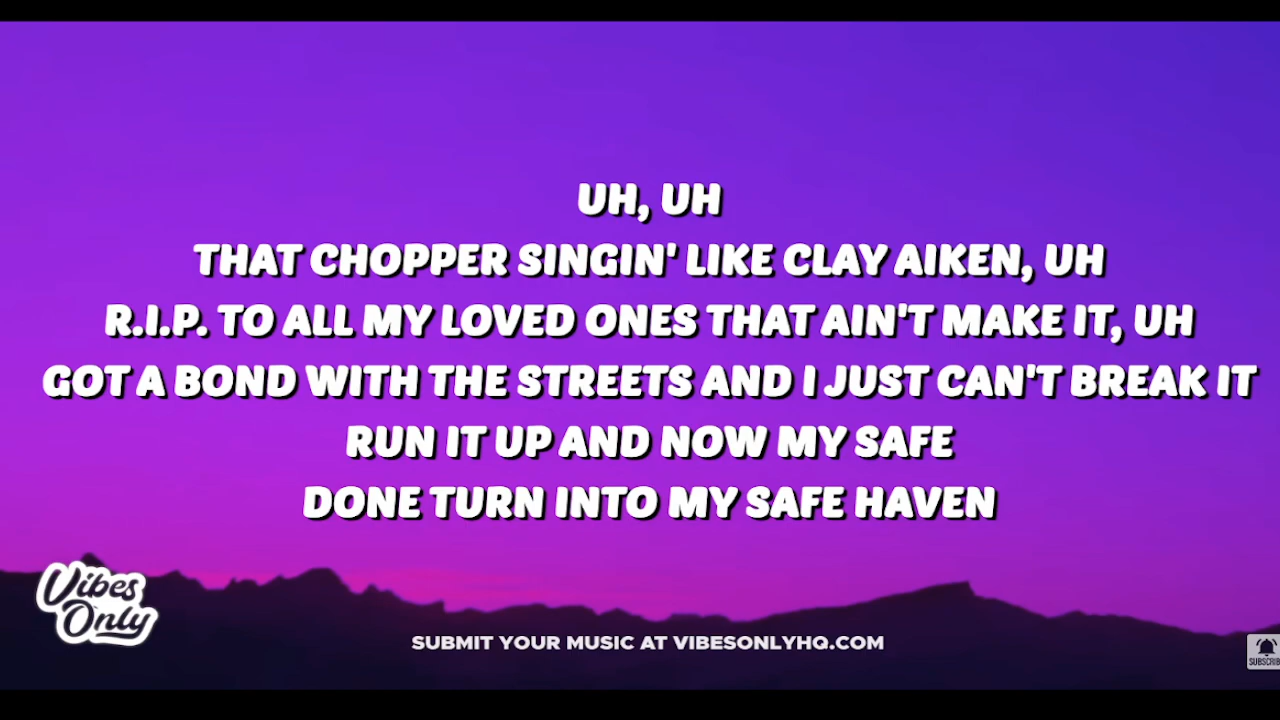 UH, UH
THAT CHOPPER SINGIN' LIKE CLAY AIKEN, UH
R.I.P. TO ALL MY LOVED ONES THAT AIN'T MAKE IT, UH
GOT A BOND WITH THE STREETS AND I JUST CAN'T BREAK IT
RUN IT UP AND NOW MY SAFE
DONE TURN INTO MY SAFE HAVEN
Vibes
Only
SUBMIT YOUR MUSIC AT VIBESONLYHQ.COM
SUBSCRIB